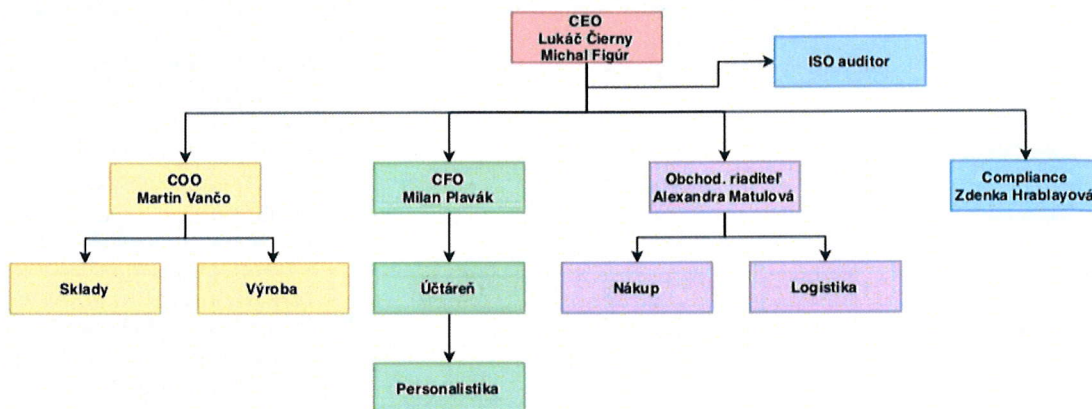 CEO
Lukáč Čierny
Michal Figúr
ISO auditor
COO
Martin Vančo
CFO
Milan Plavák
Obchod. riaditeľ
Alexandra Matulová
Compliance
Zdenka Hrablayová
Sklady
Výroba
Účtáreň
Nákup
Logistika
Personalistika